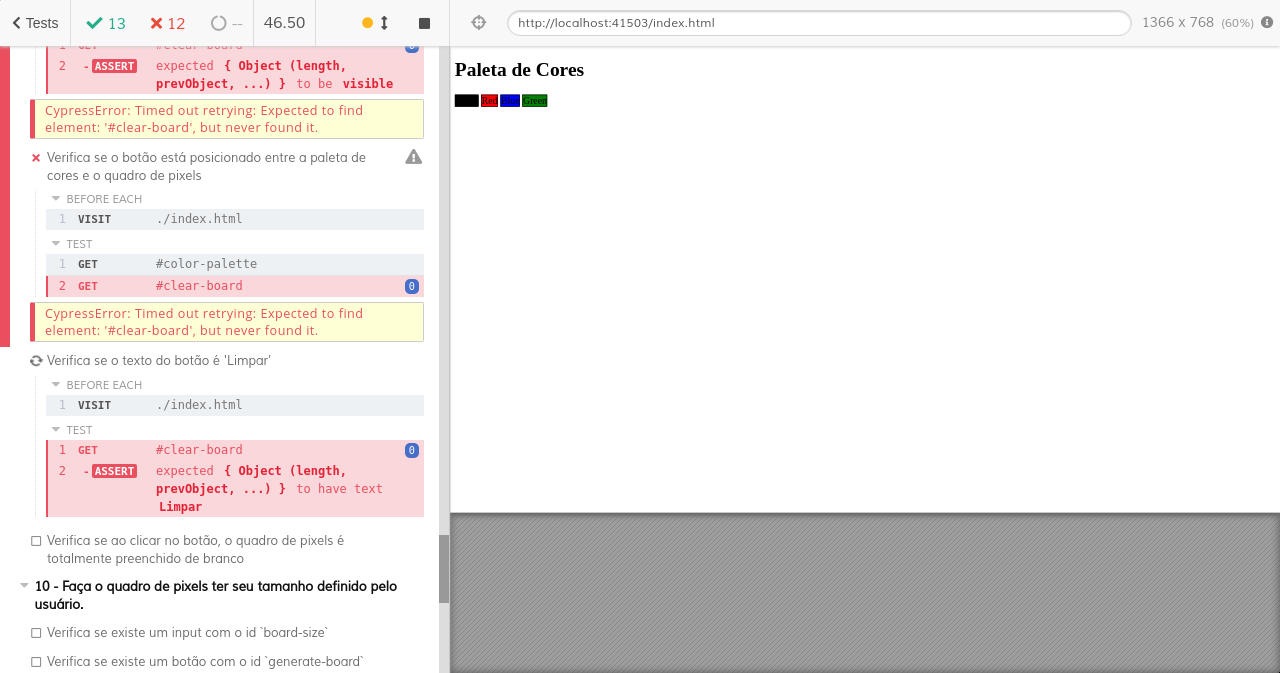 Tests 13 12 -- 46.50 http://localhost:41503/index.html 1366 x 768 (60%)
1 GET #clear-board 0
2 - ASSERT expected { Object (length,
prevObject, ...) } to be visible
CypressError: Timed out retrying: Expected to find
element: '#clear-board', but never found it.
Verifica se o botão está posicionado entre a paleta de
cores e o quadro de pixels
BEFORE EACH
1 VISIT ./index.html
TEST
1 GET #color-palette
2 GET #clear-board 0
CypressError: Timed out retrying: Expected to find
element: '#clear-board', but never found it.
Verifica se o texto do botão é 'Limpar'
BEFORE EACH
1 VISIT ./index.html
TEST
1 GET #clear-board 0
2 - ASSERT expected { Object (length,
prevObject, ...) } to have text
Limpar
Verifica se ao clicar no botão, o quadro de pixels é
totalmente preenchido de branco
10 - Faça o quadro de pixels ter seu tamanho definido pelo
usuário.
Verifica se existe um input com o id `board-size`
Verifica se existe um botão com o id `generate-board`
Paleta de Cores
Red Blue Green